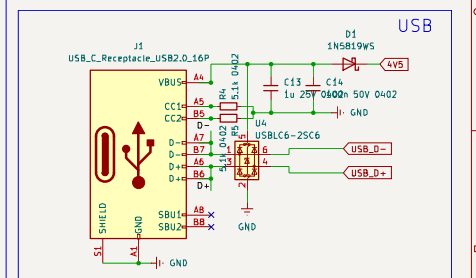 USB
D1
1N5819WS
J1
USB_C_Receptacle_USB2.0_16P
4V5
VBUS A4
C13
C14
1u 25V 0402
100n 50V 0402
R4
5.1k 0402
CC1 A5
CC2 B5
GND
D-
R5
5.1k 0402
U4
USBLC6-2SC6
D- A7
D- B7
D+ A6
D+ B6
D+
1
3
5
6
4
2
USB_D-
USB_D+
SBU1 A8
SBU2 B8
GND
SHIELD
GND
S1
A1
GND